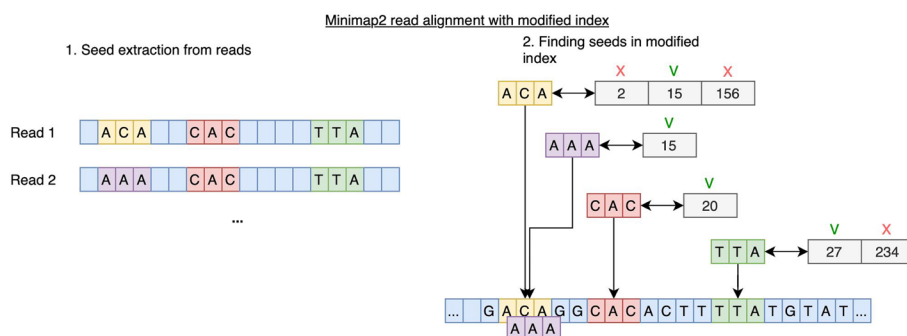 Minimap2 read alignment with modified index
1. Seed extraction from reads
2. Finding seeds in modified
index
X V X
A C A 2 15 156
V
A A A 15
Read 1 A C A C A C T T A
Read 2 A A A C A C T T A
...
V
C A C 20
V X
T T A 27 234
... G A C A G G C A C A C T T T T A T G T A T ...
A A A